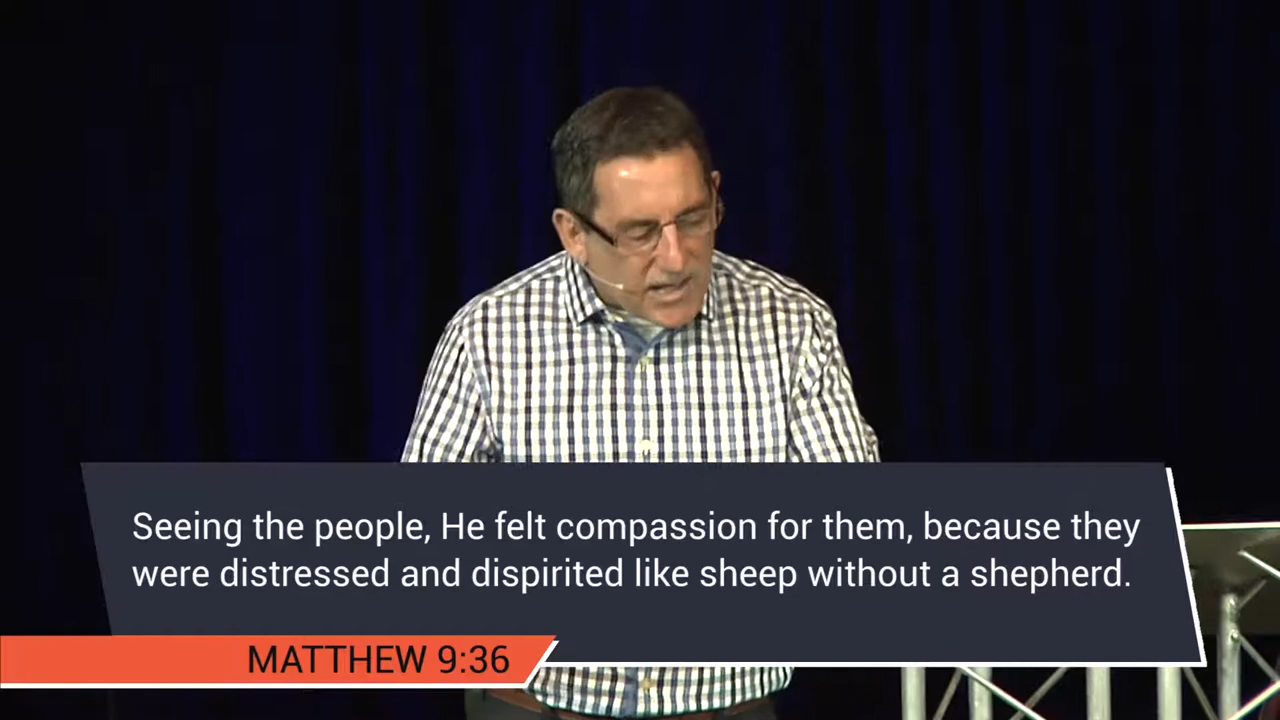 Seeing the people, He felt compassion for them, because they
were distressed and dispirited like sheep without a shepherd.
MATTHEW 9:36